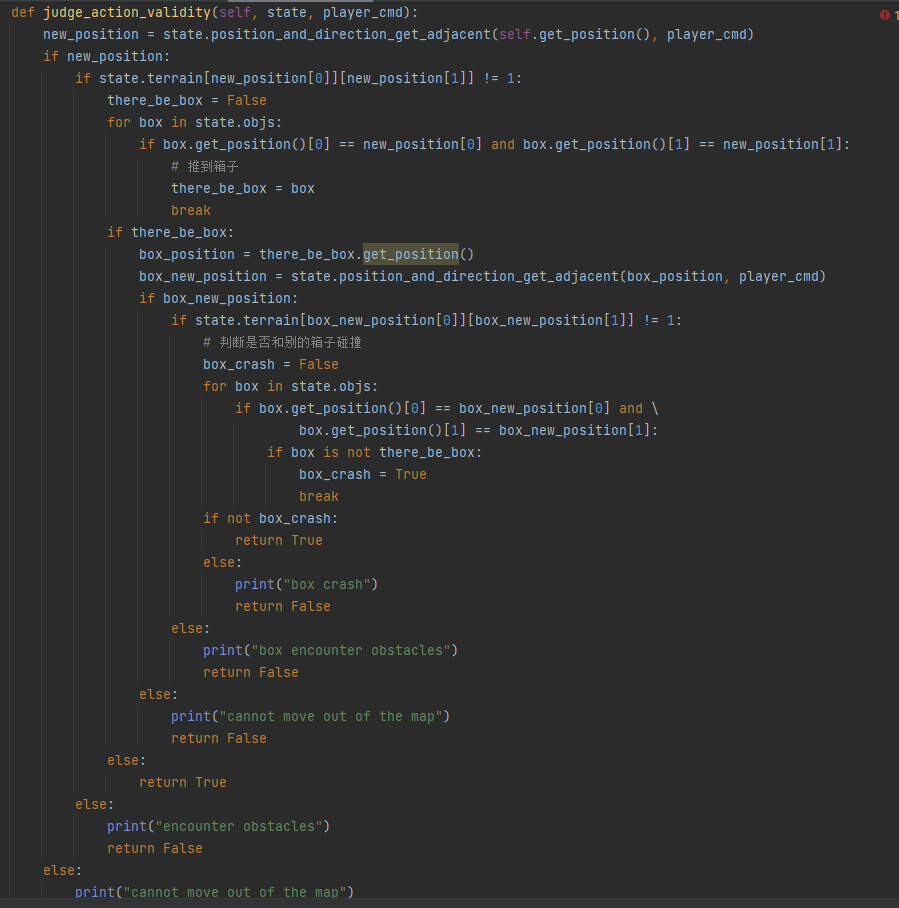 def judge_action_validity(self, state, player_cmd):
    new_position = state.position_and_direction_get_adjacent(self.get_position(), player_cmd)
    if new_position:
        if state.terrain[new_position[0]][new_position[1]] != 1:
            there_be_box = False
            for box in state.objs:
                if box.get_position()[0] == new_position[0] and box.get_position()[1] == new_position[1]:
                    # 推到箱子
                    there_be_box = box
                    break
            if there_be_box:
                box_position = there_be_box.get_position()
                box_new_position = state.position_and_direction_get_adjacent(box_position, player_cmd)
                if box_new_position:
                    if state.terrain[box_new_position[0]][box_new_position[1]] != 1:
                        # 判断是否和别的箱子碰撞
                        box_crash = False
                        for box in state.objs:
                            if box.get_position()[0] == box_new_position[0] and \
                                    box.get_position()[1] == box_new_position[1]:
                                if box is not there_be_box:
                                    box_crash = True
                                    break
                        if not box_crash:
                            return True
                        else:
                            print("box crash")
                            return False
                    else:
                        print("box encounter obstacles")
                        return False
                else:
                    print("cannot move out of the map")
                    return False
            else:
                return True
        else:
            print("encounter obstacles")
            return False
    else:
        print("cannot move out of the map")